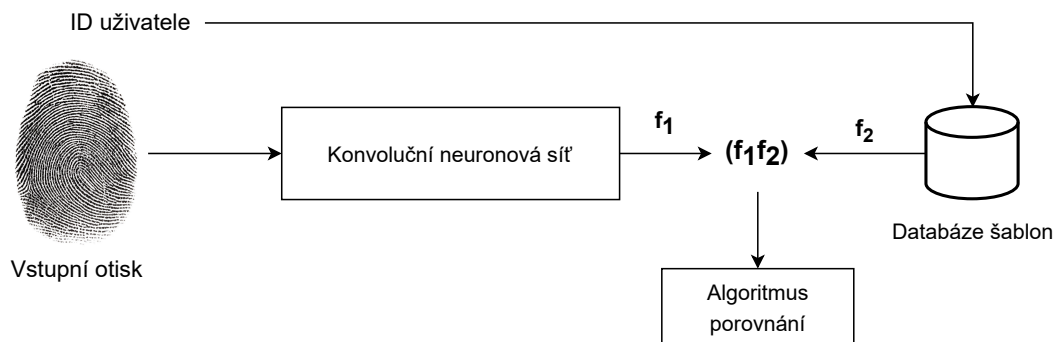 ID uživatele
Konvoluční neuronová síť
f1
(f1f2)
f2
Vstupní otisk
Databáze šablon
Algoritmus
porovnání